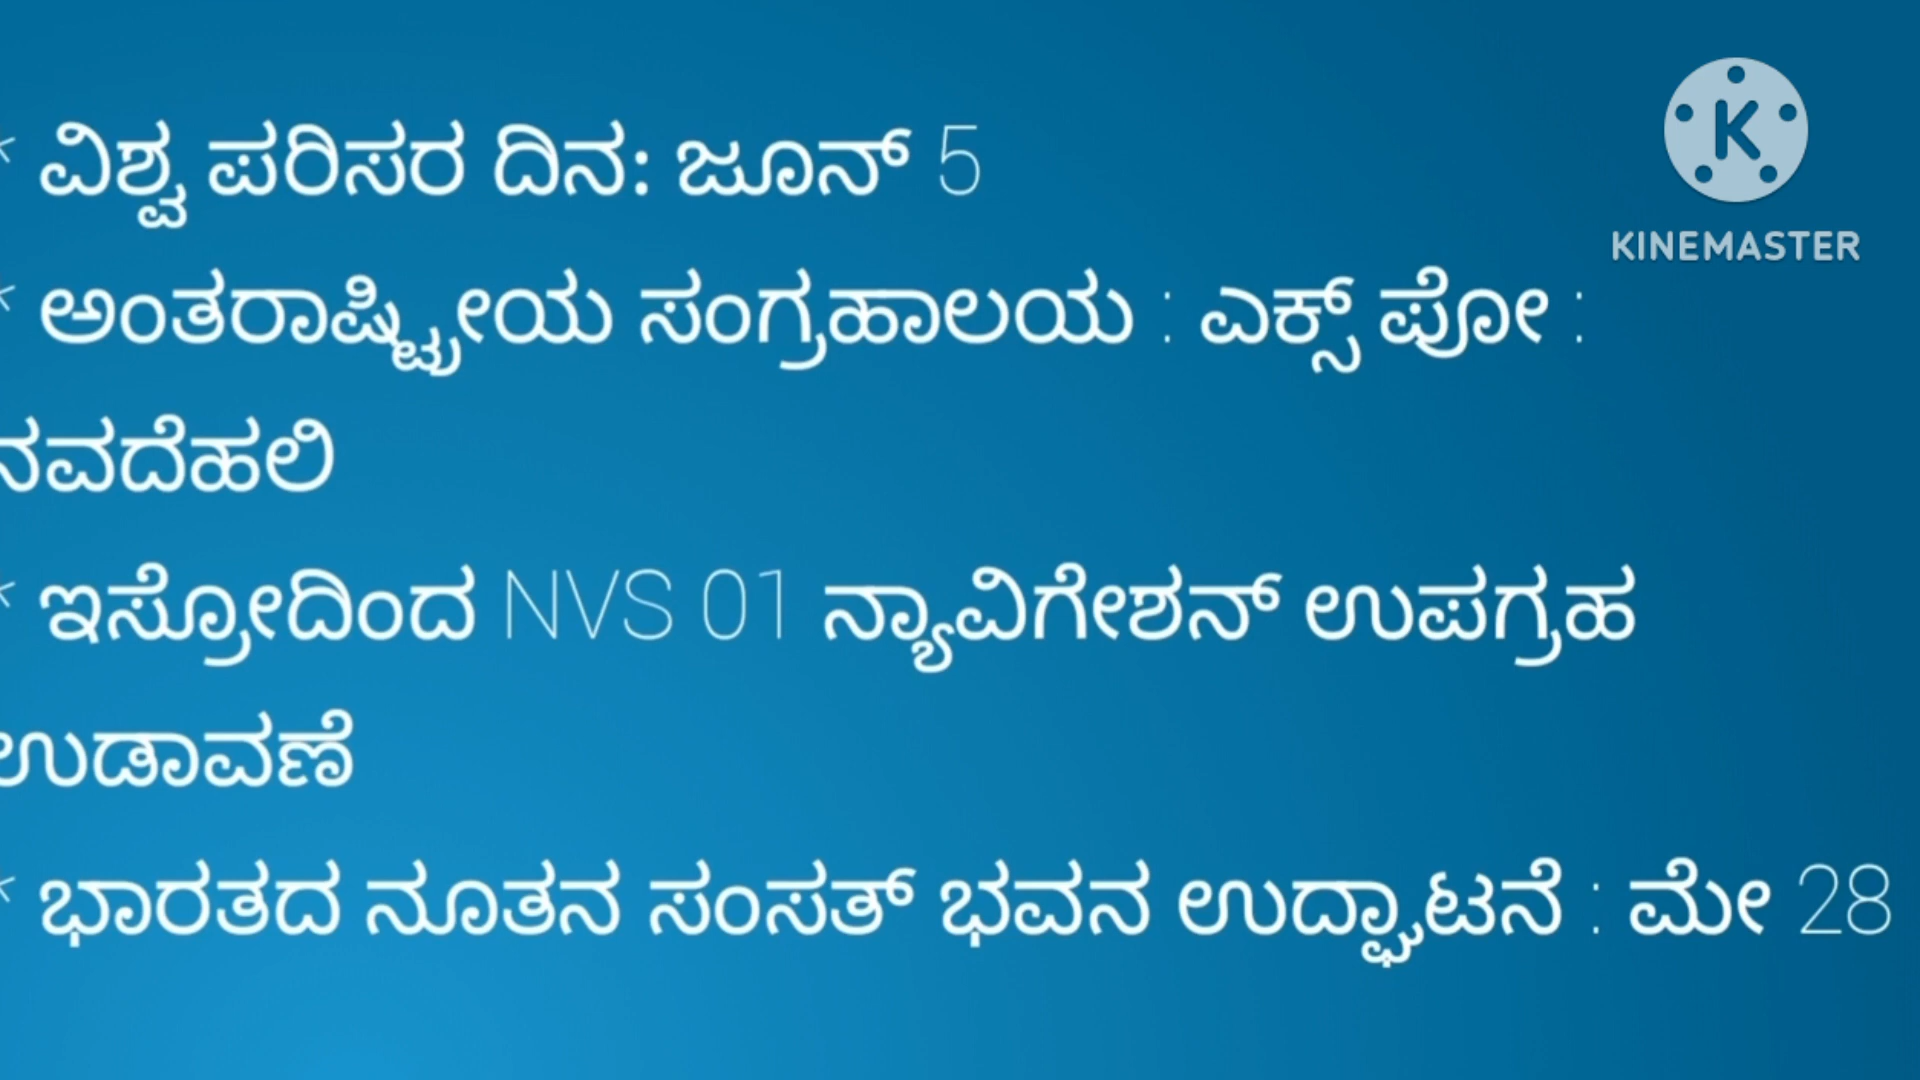 * ವಿಶ್ವ ಪರಿಸರ ದಿನ: ಜೂನ್ 5
* ಅಂತರಾಷ್ಟ್ರೀಯ ಸಂಗ್ರಹಾಲಯ : ಎಕ್ಸ್ ಪೋ :
ನವದೆಹಲಿ
* ಇಸ್ರೋದಿಂದ NVS 01 ನ್ಯಾವಿಗೇಶನ್ ಉಪಗ್ರಹ
ಉಡಾವಣೆ
* ಭಾರತದ ನೂತನ ಸಂಸತ್ ಭವನ ಉದ್ಘಾಟನೆ : ಮೇ 28
K
KINEMASTER